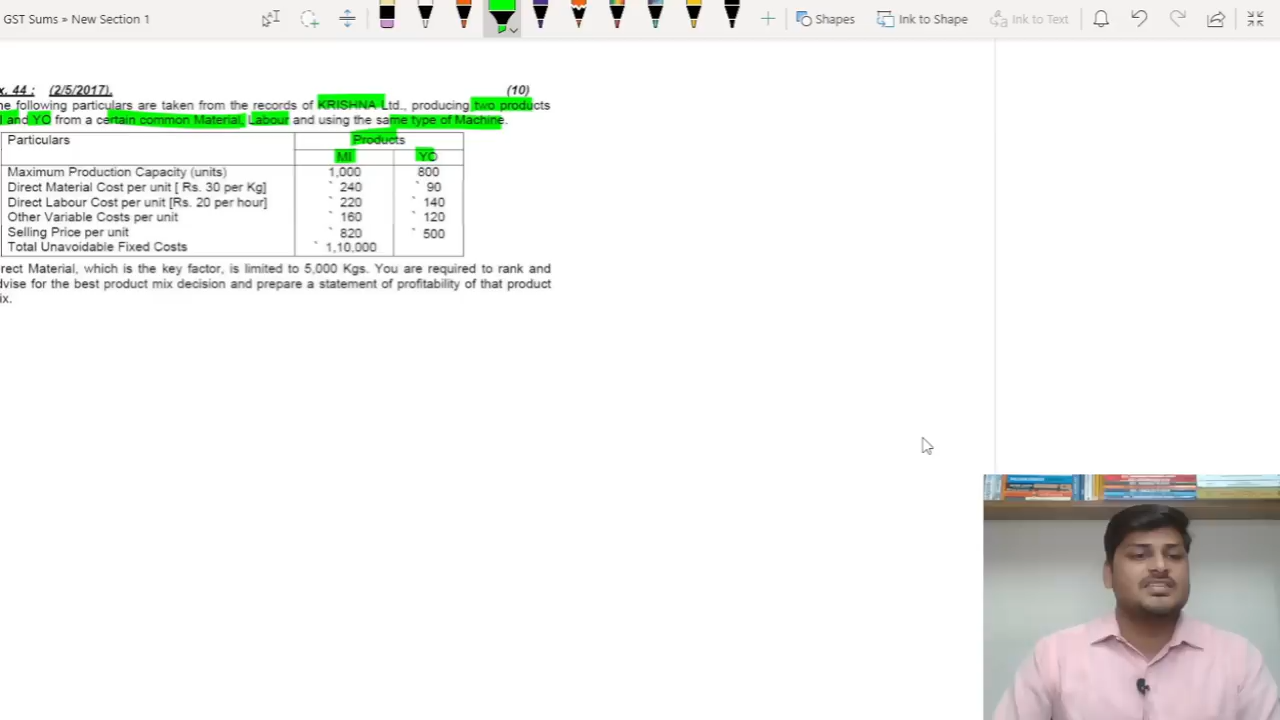 GST Sums » New Section 1
Shapes
Ink to Shape
Ink to Text
x. 44 : (2/5/2017). (10)
he following particulars are taken from the records of KRISHNA Ltd., producing two products
I and YO from a certain common Material, Labour and using the same type of Machine.
Particulars Products
MI YO
Maximum Production Capacity (units) 1,000 800
Direct Material Cost per unit [ Rs. 30 per Kg] ` 240 ` 90
Direct Labour Cost per unit [Rs. 20 per hour] ` 220 ` 140
Other Variable Costs per unit ` 160 ` 120
Selling Price per unit ` 820 ` 500
Total Unavoidable Fixed Costs ` 1,10,000
rect Material, which is the key factor, is limited to 5,000 Kgs. You are required to rank and
dvise for the best product mix decision and prepare a statement of profitability of that product
ix.